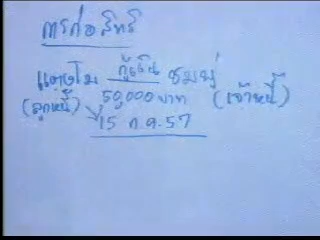 การก่อสิทธิ
แตงโม กู้เงิน ชมพู่
(ลูกหนี้) 50,000 บาท (เจ้าหนี้)
15 ก.ย. 57